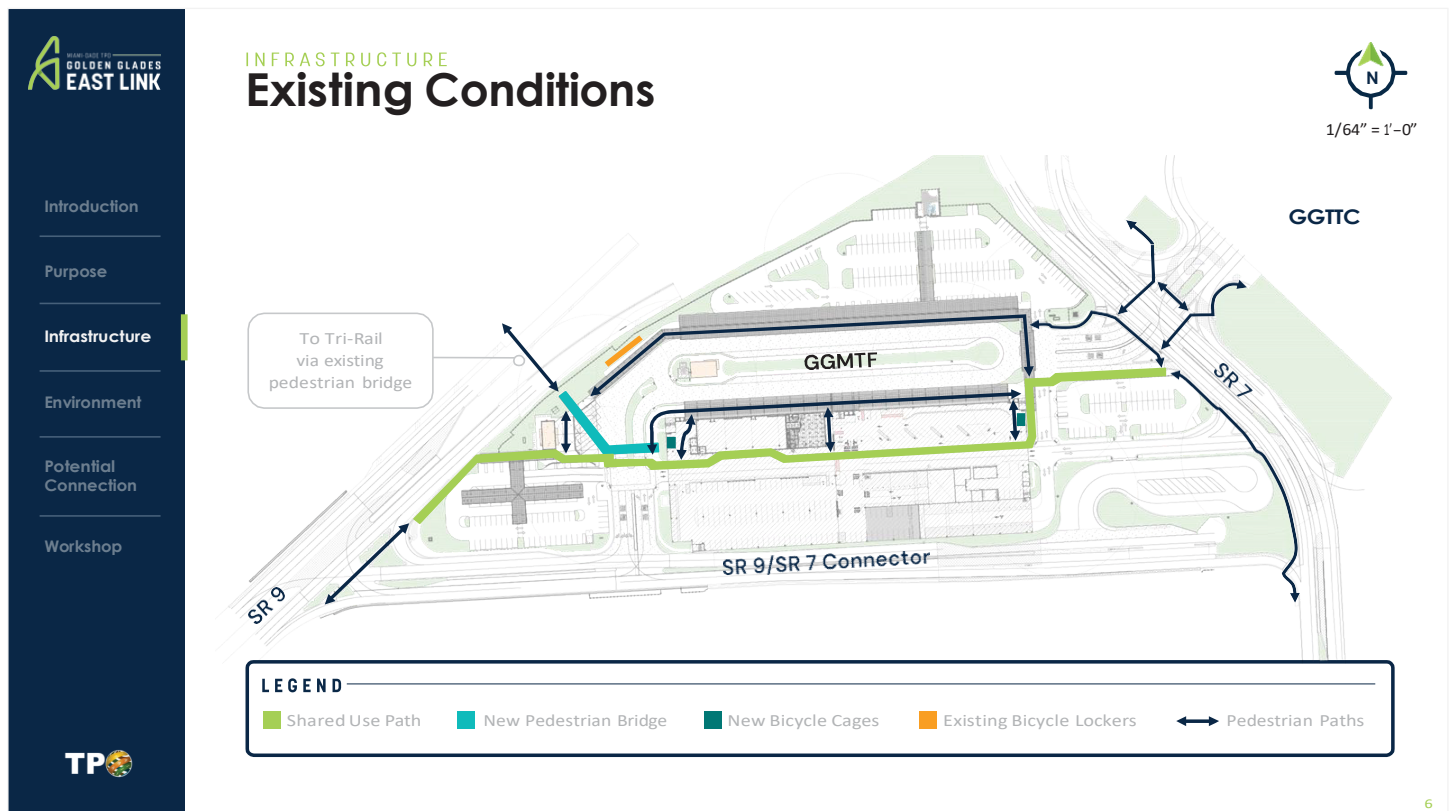 MIAMI-DADE TPO
GOLDEN GLADES
EAST LINK
Introduction
Purpose
Infrastructure
Environment
Potential
Connection
Workshop
TPO
INFRASTRUCTURE
Existing Conditions
N
1/64” = 1’–0”
GGTTC
To Tri-Rail
via existing
pedestrian bridge
GGMTF
SR 7
SR 9/SR 7 Connector
SR 9
LEGEND
Shared Use Path
New Pedestrian Bridge
New Bicycle Cages
Existing Bicycle Lockers
Pedestrian Paths
6